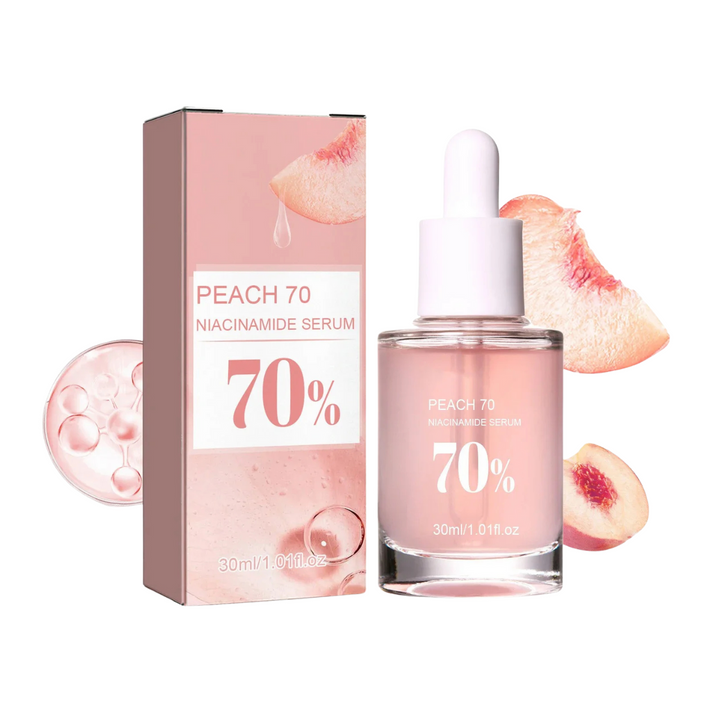 PEACH 70
NIACINAMIDE SERUM
70%
30ml/1.01fl.oz
PEACH 70
NIACINAMIDE SERUM
70%
30ml/1.01fl.oz